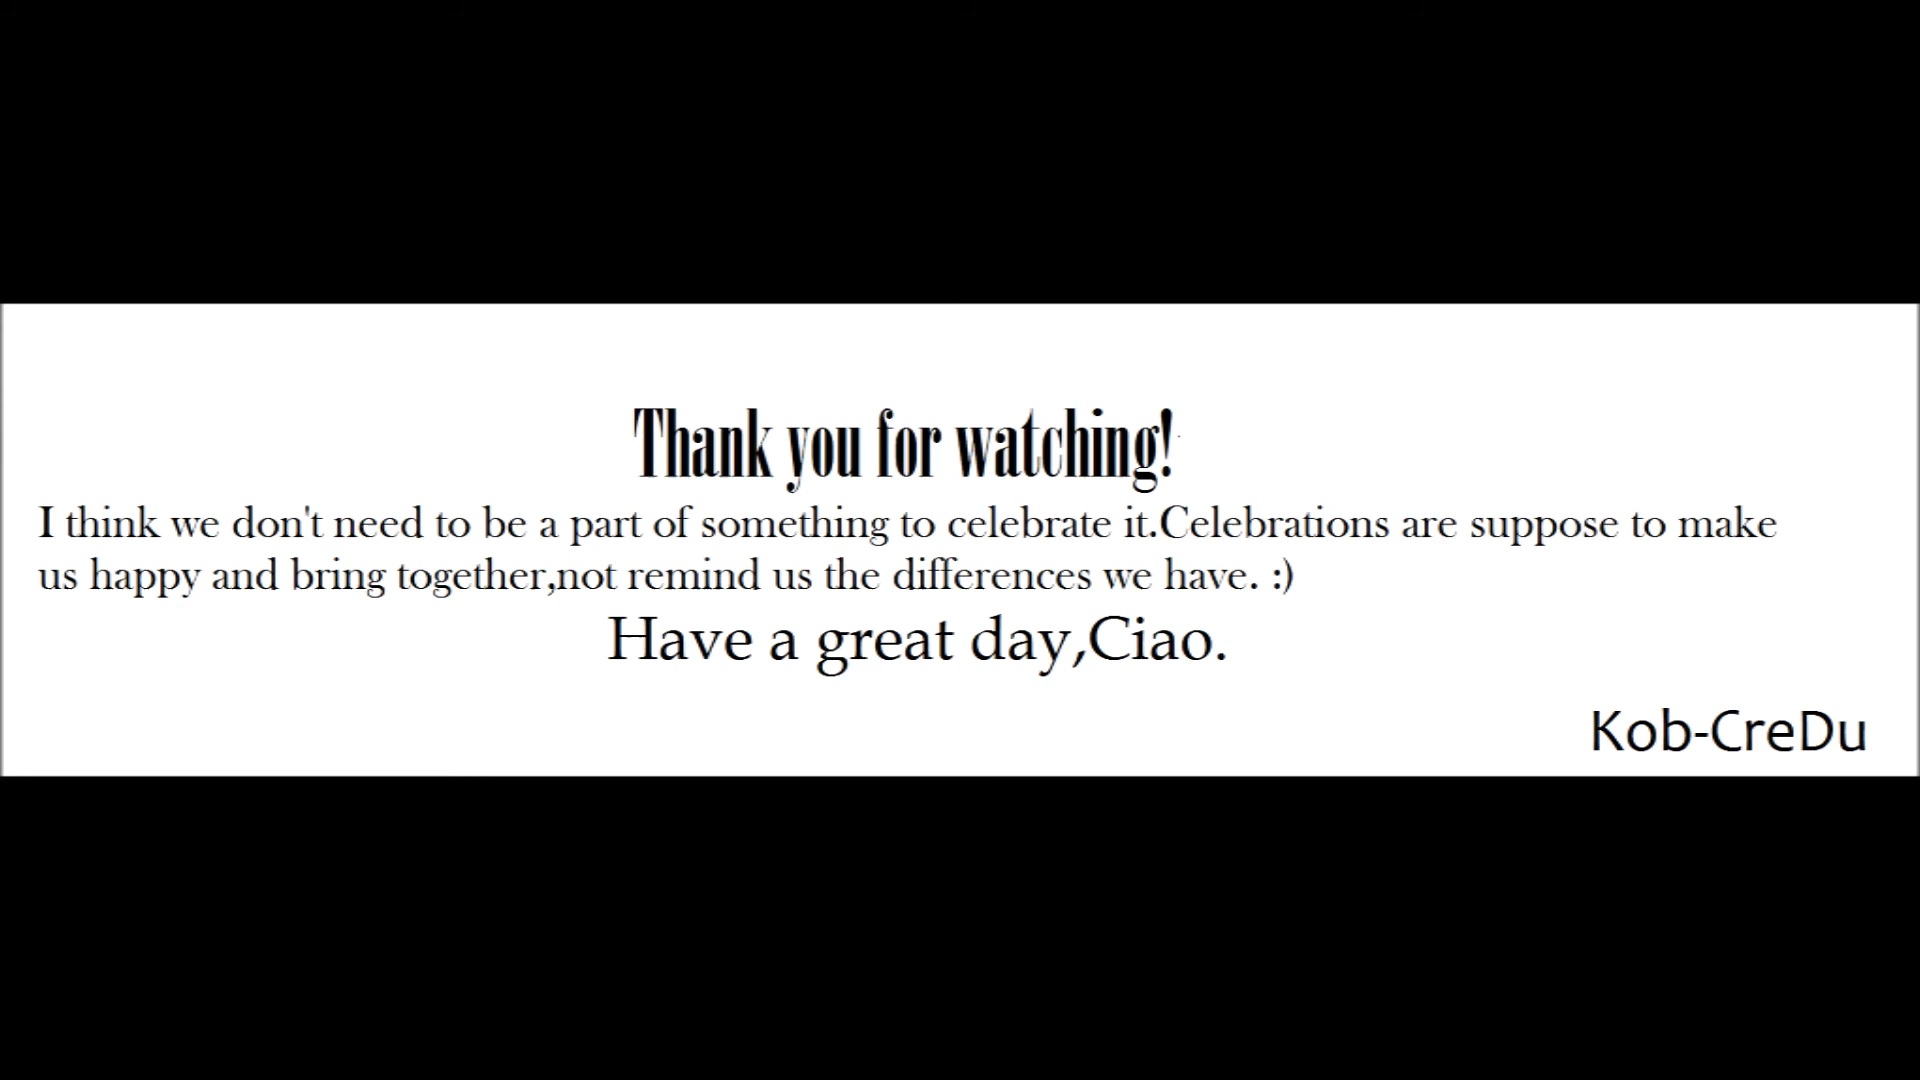 Thank you for watching!
I think we don't need to be a part of something to celebrate it.Celebrations are suppose to make
us happy and bring together,not remind us the differences we have. :)
Have a great day,Ciao.
Kob-CreDu